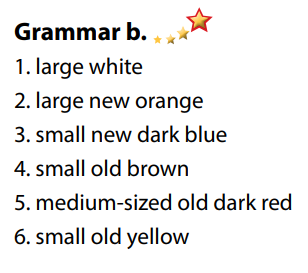 Grammar b.
1. large white
2. large new orange
3. small new dark blue
4. small old brown
5. medium-sized old dark red
6. small old yellow